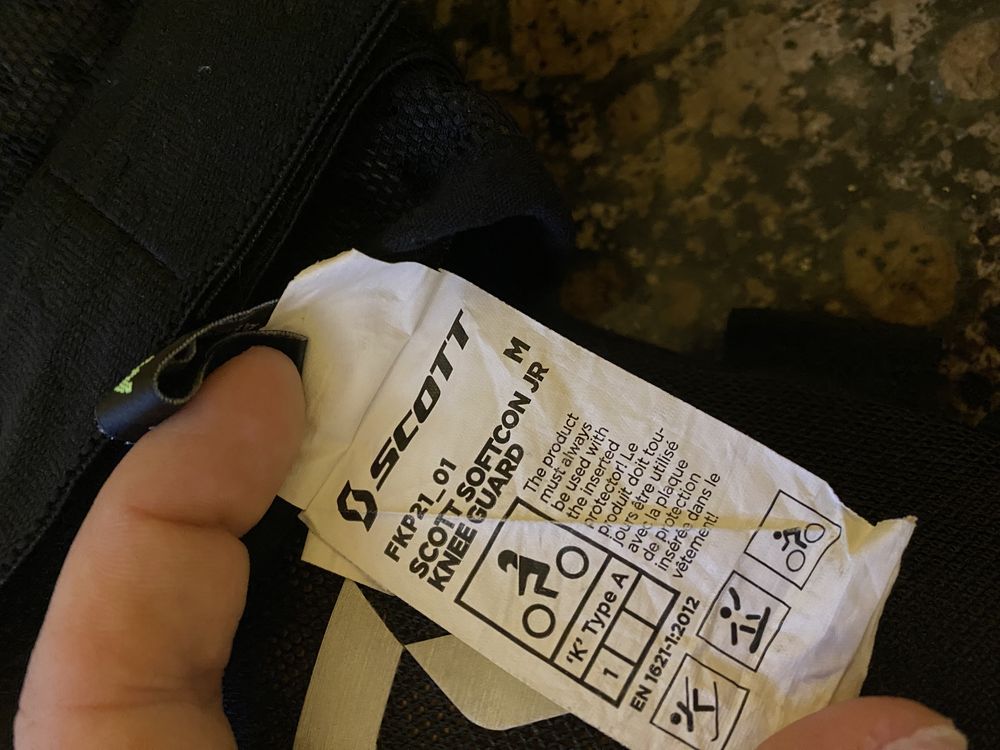 SCOTT
FKP21_01
SCOTT SOFTCON JR M
KNEE GUARD
The product
must always
be used with
the inserted
protector! Le
produit doit tou-
jours être utilisé
avec la plaque
de protection
insérée dans le
vêtement!
'K' Type A
1
EN 1621-1:2012